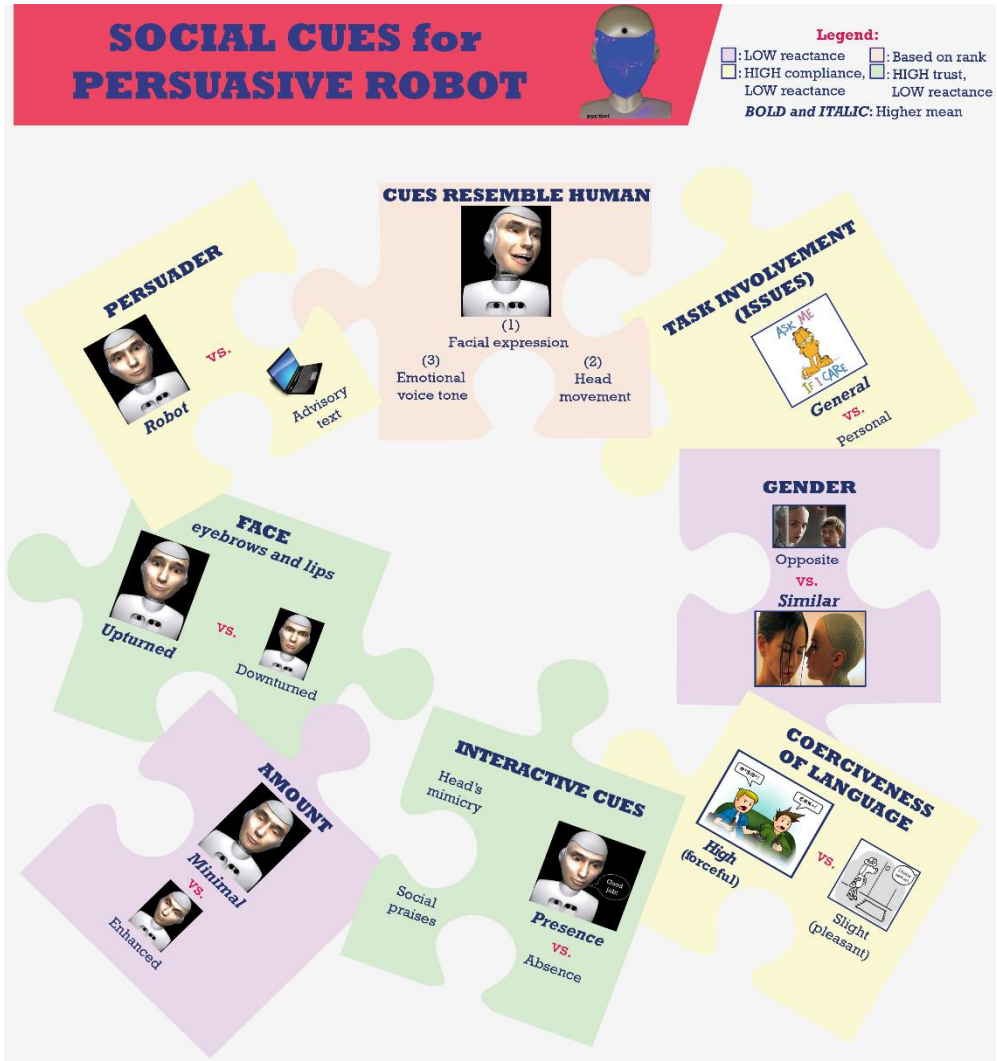 SOCIAL CUES for
PERSUASIVE ROBOT
Legend:
: LOW reactance
: Based on rank
: HIGH compliance,
LOW reactance
: HIGH trust,
LOW reactance
BOLD and ITALIC: Higher mean
PERSUADER
Robot
vs.
Advisory
text
CUES RESEMBLE HUMAN
(1)
Facial expression
(3)
Emotional
voice tone
(2)
Head
movement
TASK INVOLVEMENT
(ISSUES)
ASK ME
IF I CARE
General
vs.
Personal
FACE
eyebrows and lips
Upturned
vs.
Downturned
GENDER
Opposite
vs.
Similar
AMOUNT
Minimal
vs.
Enhanced
INTERACTIVE CUES
Head's
mimicry
Social
praises
Good
job!
Presence
vs.
Absence
COERCIVENESS
OF LANGUAGE
High
(forceful)
vs.
Slight
(pleasant)